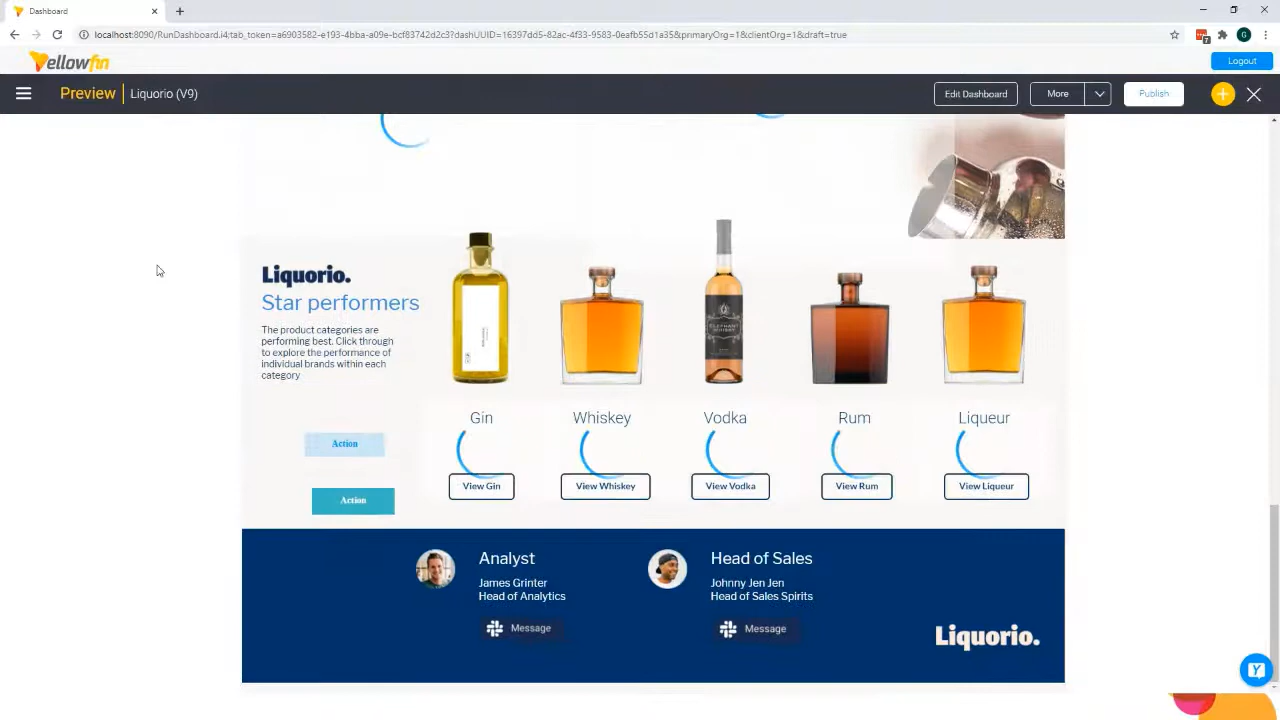 Dashboard
localhost:8090/RunDashboard.i4;tab_token=a6903582-e193-4bba-a09e-bcf83742d2c3?dashUUID=16397dd5-82ac-4f33-9583-0eafb55d1a35&primaryOrg=1&clientOrg=1&draft=true
7
G
Yellowfin
Logout
Preview
Liquorio (V9)
Edit Dashboard
More
Publish
Liquorio.
Star performers
The product categories are
performing best. Click through
to explore the performance of
individual brands within each
category
Action
Action
ELEPHANT
Gin
Whiskey
Vodka
Rum
Liqueur
View Gin
View Whiskey
View Vodka
View Rum
View Liqueur
Analyst
James Grinter
Head of Analytics
Message
Head of Sales
Johnny Jen Jen
Head of Sales Spirits
Message
Liquorio.